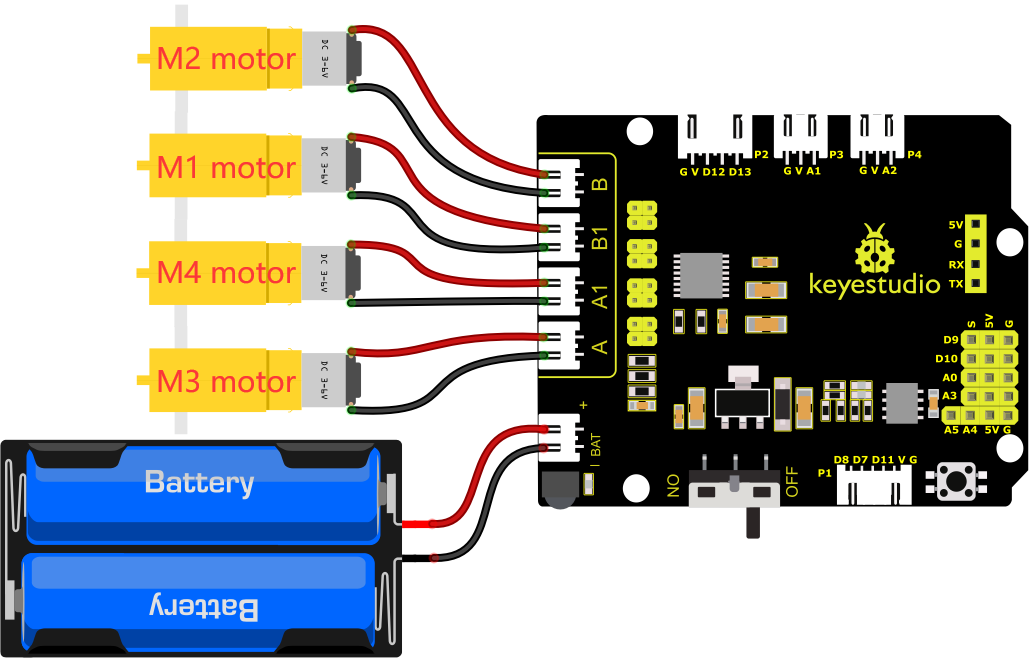 M2 motor
DC 3-6V
M1 motor
DC 3-6V
M4 motor
DC 3-6V
M3 motor
DC 3-6V
Battery
Battery
B
B1
A1
A
+
BAT
—
P2
G V D12 D13
P3
G V A1
P4
G V A2
keyestudio
5V
G
RX
TX
S 5V G
D9
D10
A0
A3
A5 A4 5V G
NO
OFF
P1
D8 D7 D11 V G